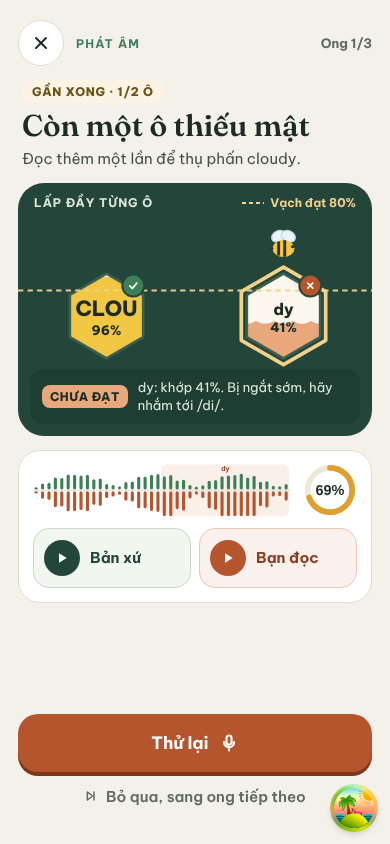 PHÁT ÂM
Ong 1/3
GẦN XONG · 1/2 Ô
Còn một ô thiếu mật
Đọc thêm một lần để thụ phấn cloudy.
LẤP ĐẦY TỪNG Ô
Vạch đạt 80%
CLOU
96%
dy
41%
CHƯA ĐẠT
dy: khớp 41%. Bị ngắt sớm, hãy
nhắm tới /di/.
dy
69%
Bản xứ
Bạn đọc
Thử lại
Bỏ qua, sang ong tiếp theo